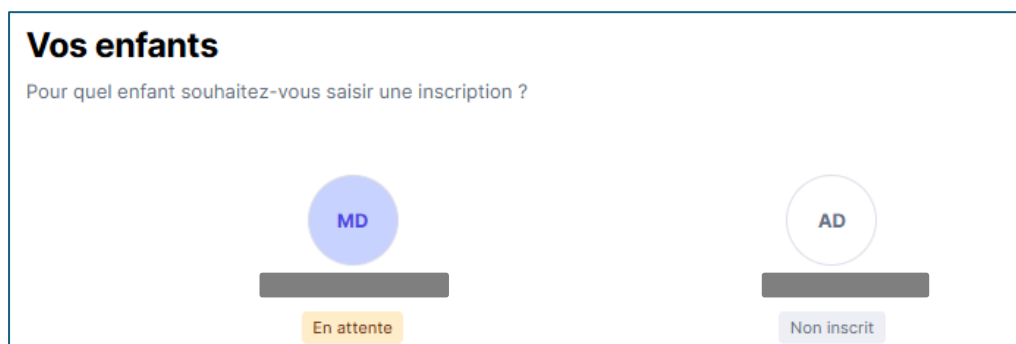 Vos enfants
Pour quel enfant souhaitez-vous saisir une inscription ?
MD
AD
En attente
Non inscrit